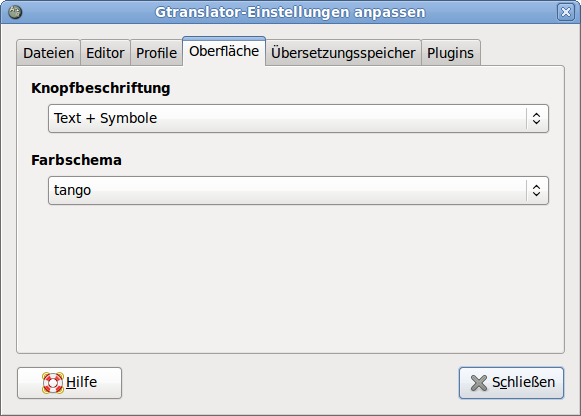 Gtranslator-Einstellungen anpassen
Dateien Editor Profile Oberfläche Übersetzungsspeicher Plugins
Knopfbeschriftung
Text + Symbole
Farbschema
tango
Hilfe Schließen